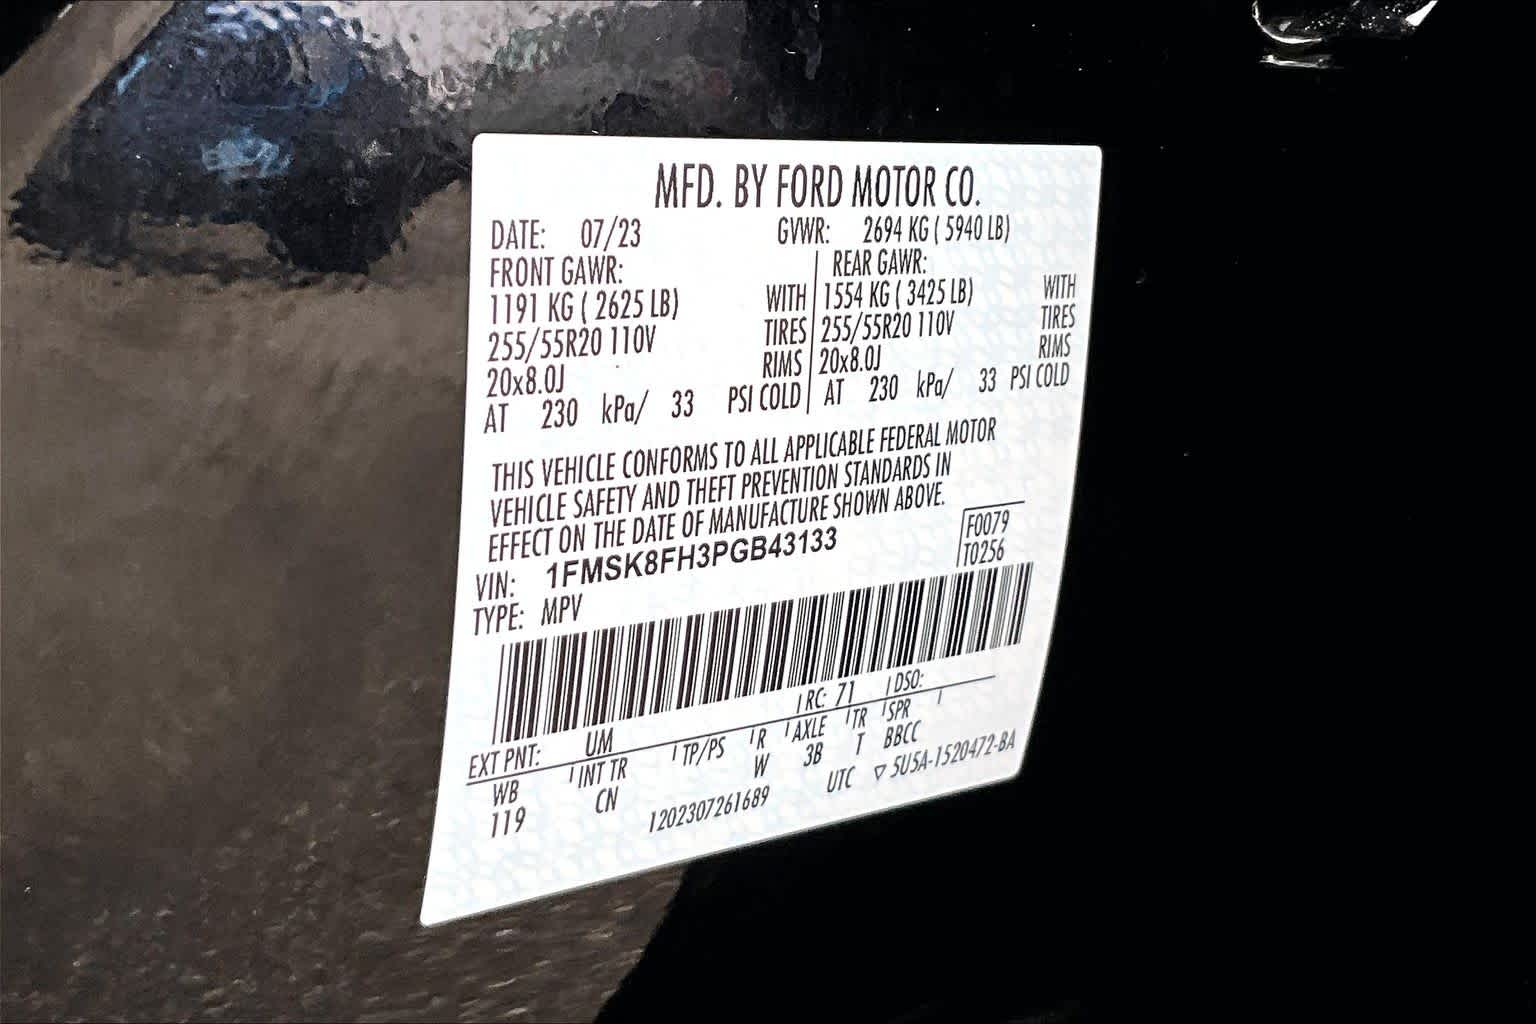 MFD. BY FORD MOTOR CO.
DATE: 07/23 GVWR: 2694 KG ( 5940 LB)
FRONT GAWR: REAR GAWR:
1191 KG ( 2625 LB) WITH 1554 KG ( 3425 LB) WITH
255/55R20 110V TIRES 255/55R20 110V TIRES
20x8.0J RIMS 20x8.0J RIMS
AT 230 kPa/ 33 PSI COLD AT 230 kPa/ 33 PSI COLD
THIS VEHICLE CONFORMS TO ALL APPLICABLE FEDERAL MOTOR
VEHICLE SAFETY AND THEFT PREVENTION STANDARDS IN
EFFECT ON THE DATE OF MANUFACTURE SHOWN ABOVE.
F0079
VIN: 1FMSK8FH3PGB43133 T0256
TYPE: MPV
EXT PNT: UM RC: 71 DSO:
WB INT TR TP/PS R AXLE TR SPR
119 CN W 3B T BBCC
1202307261689 UTC ▽ 5U5A-1520472-BA